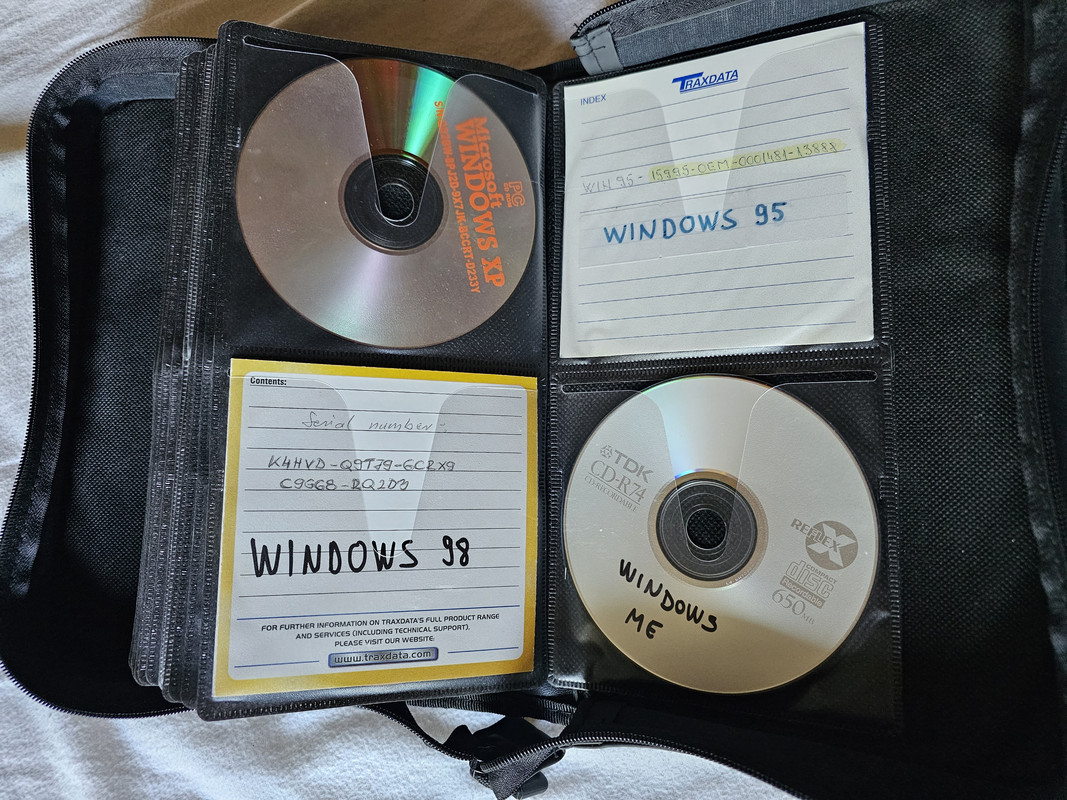 PC
Microsoft
WINDOWS XP
TRAXDATA
INDEX
WIN 95 -
WINDOWS 95
Contents:
Serial number:
K4HVD-Q9TJ9-6CRX9
C9G68-RQ2D3
WINDOWS 98
FOR FURTHER INFORMATION ON TRAXDATA'S FULL PRODUCT RANGE
AND SERVICES (INCLUDING TECHNICAL SUPPORT),
PLEASE VISIT OUR WEBSITE:
www.traxdata.com
TDK
CD-R74
CD-RECORDABLE
REFLEX
X
COMPACT
disc
Recordable
650MB
WINDOWS
ME